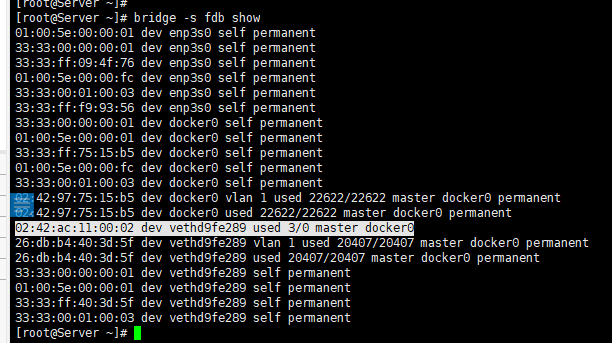 [root@Server ~]#
[root@Server ~]# bridge -s fdb show
01:00:5e:00:00:01 dev enp3s0 self permanent
33:33:00:00:00:01 dev enp3s0 self permanent
33:33:ff:09:4f:76 dev enp3s0 self permanent
01:00:5e:00:00:fc dev enp3s0 self permanent
33:33:00:01:00:03 dev enp3s0 self permanent
33:33:ff:f9:93:56 dev enp3s0 self permanent
33:33:00:00:00:01 dev docker0 self permanent
01:00:5e:00:00:01 dev docker0 self permanent
33:33:ff:75:15:b5 dev docker0 self permanent
01:00:5e:00:00:fc dev docker0 self permanent
33:33:00:01:00:03 dev docker0 self permanent
:42:97:75:15:b5 dev docker0 vlan 1 used 22622/22622 master docker0 permanent
02:42:97:75:15:b5 dev docker0 used 22622/22622 master docker0 permanent
02:42:ac:11:00:02 dev vethd9fe289 used 3/0 master docker0
26:db:b4:40:3d:5f dev vethd9fe289 vlan 1 used 20407/20407 master docker0 permanent
26:db:b4:40:3d:5f dev vethd9fe289 used 20407/20407 master docker0 permanent
33:33:00:00:00:01 dev vethd9fe289 self permanent
01:00:5e:00:00:01 dev vethd9fe289 self permanent
33:33:ff:40:3d:5f dev vethd9fe289 self permanent
33:33:00:01:00:03 dev vethd9fe289 self permanent
[root@Server ~]#